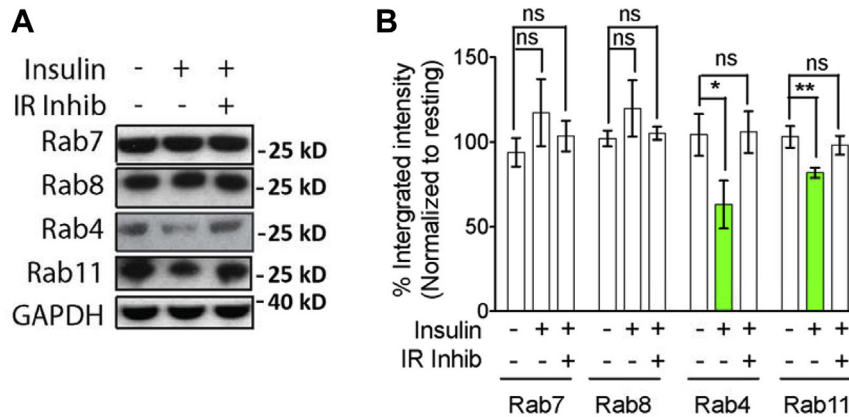 A
Insulin - + +
IR Inhib - - +
Rab7 -25 kD
Rab8 -25 kD
Rab4 -25 kD
Rab11 -25 kD
GAPDH -40 kD
B
% Intergrated intensity
(Normalized to resting)
150
100
50
0
ns ns ns ns
ns ns * **
Insulin - + + - + + - + + - + +
IR Inhib - - + - - + - - + - - +
Rab7 Rab8 Rab4 Rab11